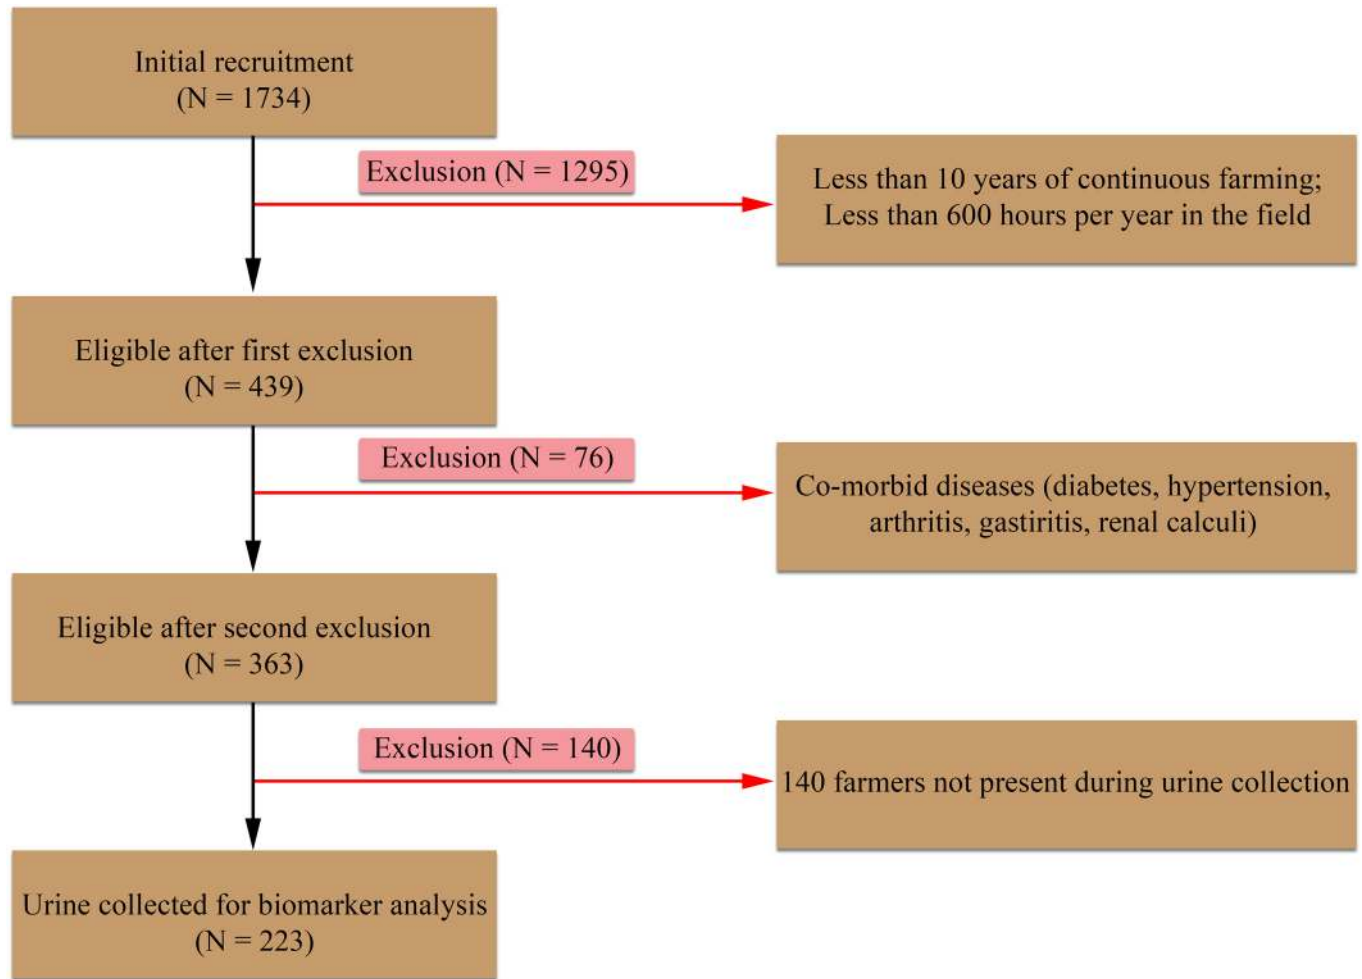 Initial recruitment
(N = 1734)
Exclusion (N = 1295)
Less than 10 years of continuous farming;
Less than 600 hours per year in the field
Eligible after first exclusion
(N = 439)
Exclusion (N = 76)
Co-morbid diseases (diabetes, hypertension,
arthritis, gastiritis, renal calculi)
Eligible after second exclusion
(N = 363)
Exclusion (N = 140)
140 farmers not present during urine collection
Urine collected for biomarker analysis
(N = 223)